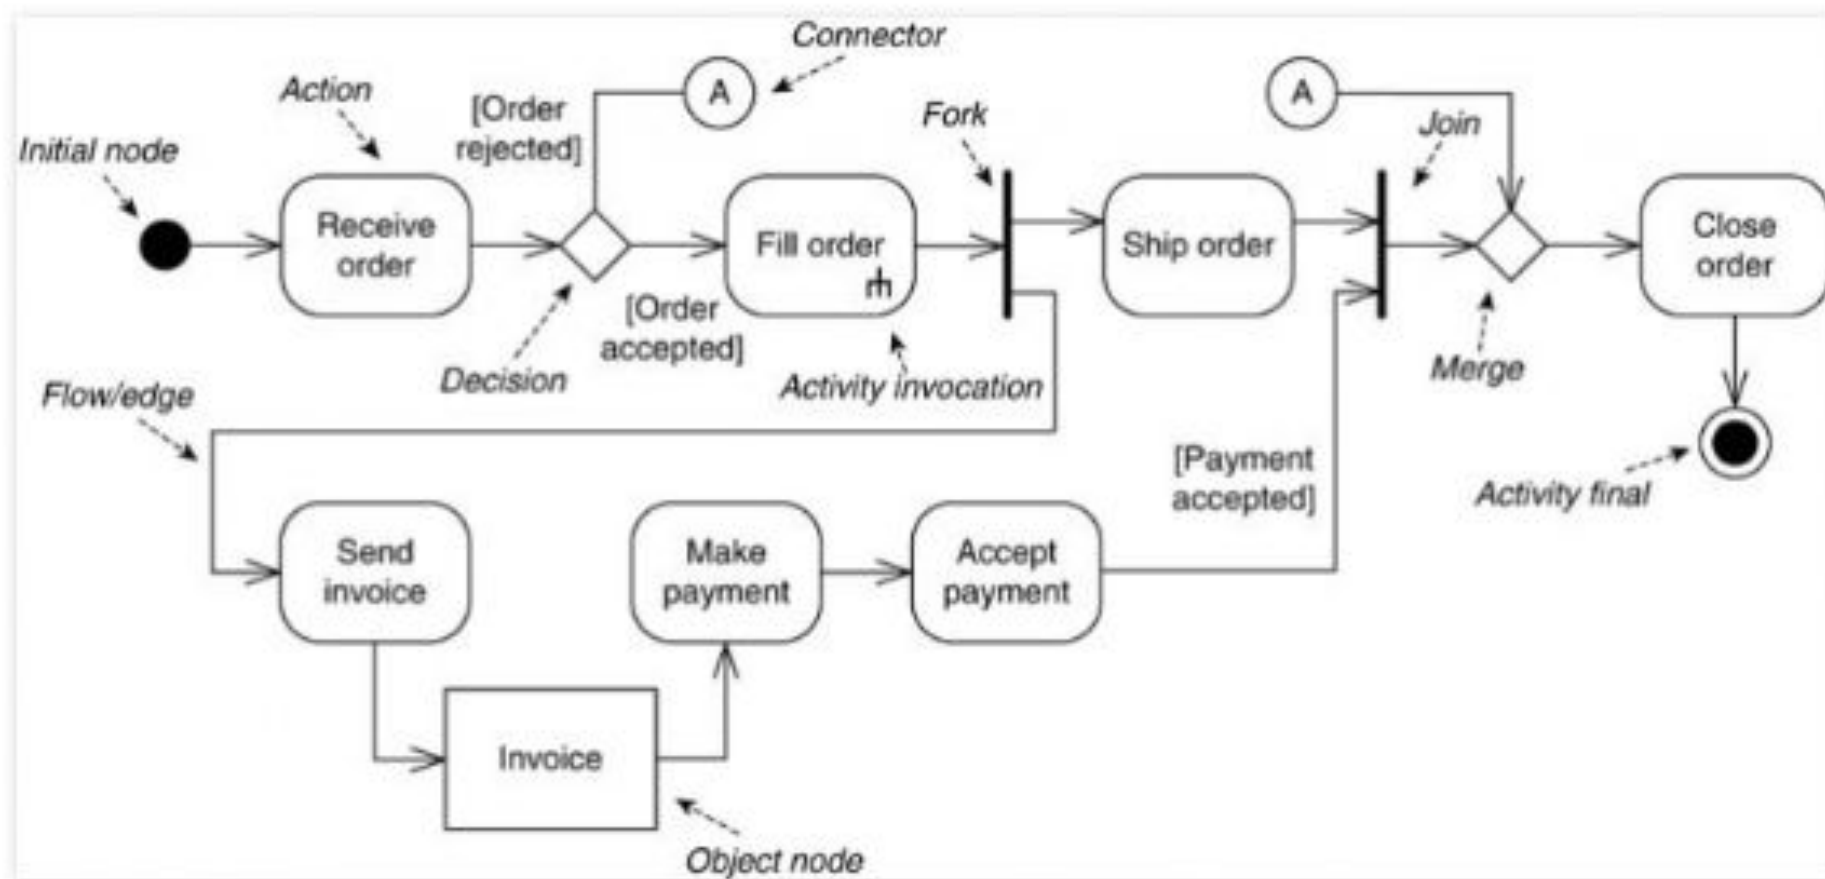 Connector
Action
[Order
rejected]
A
Fork
A
Join
Initial node
Receive
order
Fill order
Ship order
Close
order
[Order
accepted]
Decision
Activity invocation
Merge
Flow/edge
[Payment
accepted]
Activity final
Send
invoice
Make
payment
Accept
payment
Invoice
Object node